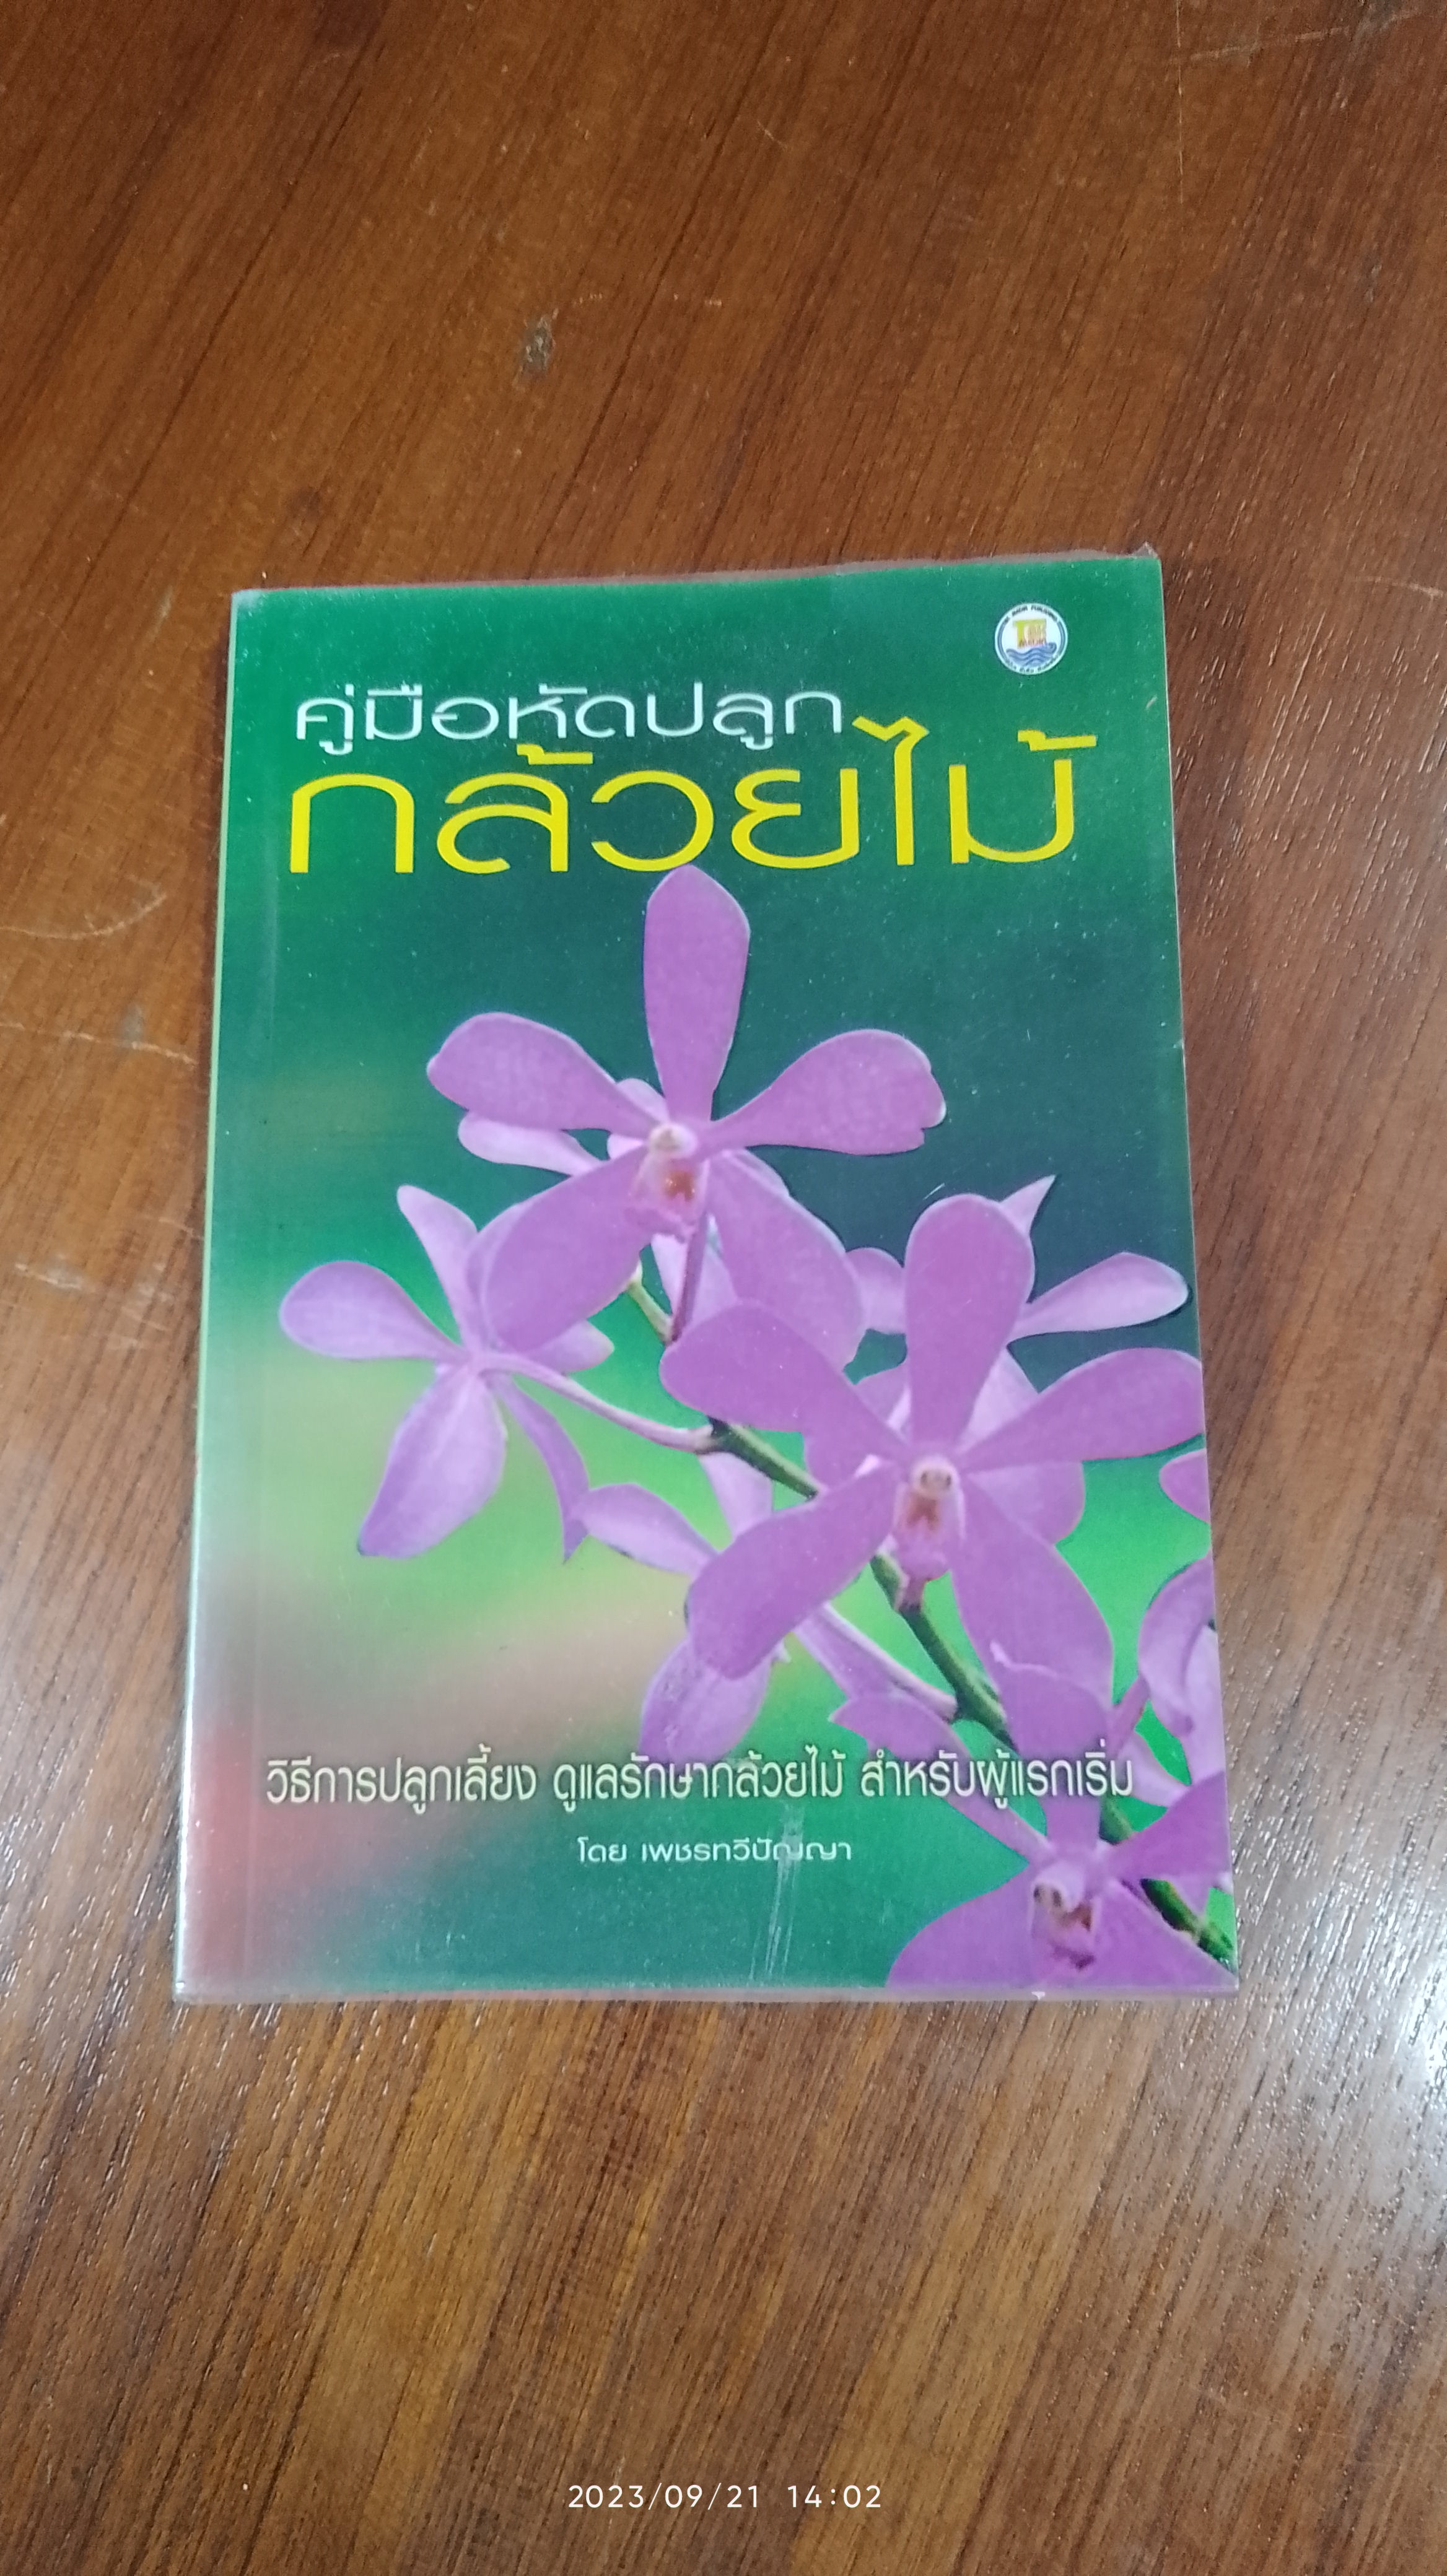 คู่มือหัดปลูก
กล้วยไม้
วิธีการปลูกเลี้ยง ดูแลรักษากล้วยไม้ สำหรับผู้แรกเริ่ม
โดย เพชรทวีปัญญา
2023/09/21 14:02